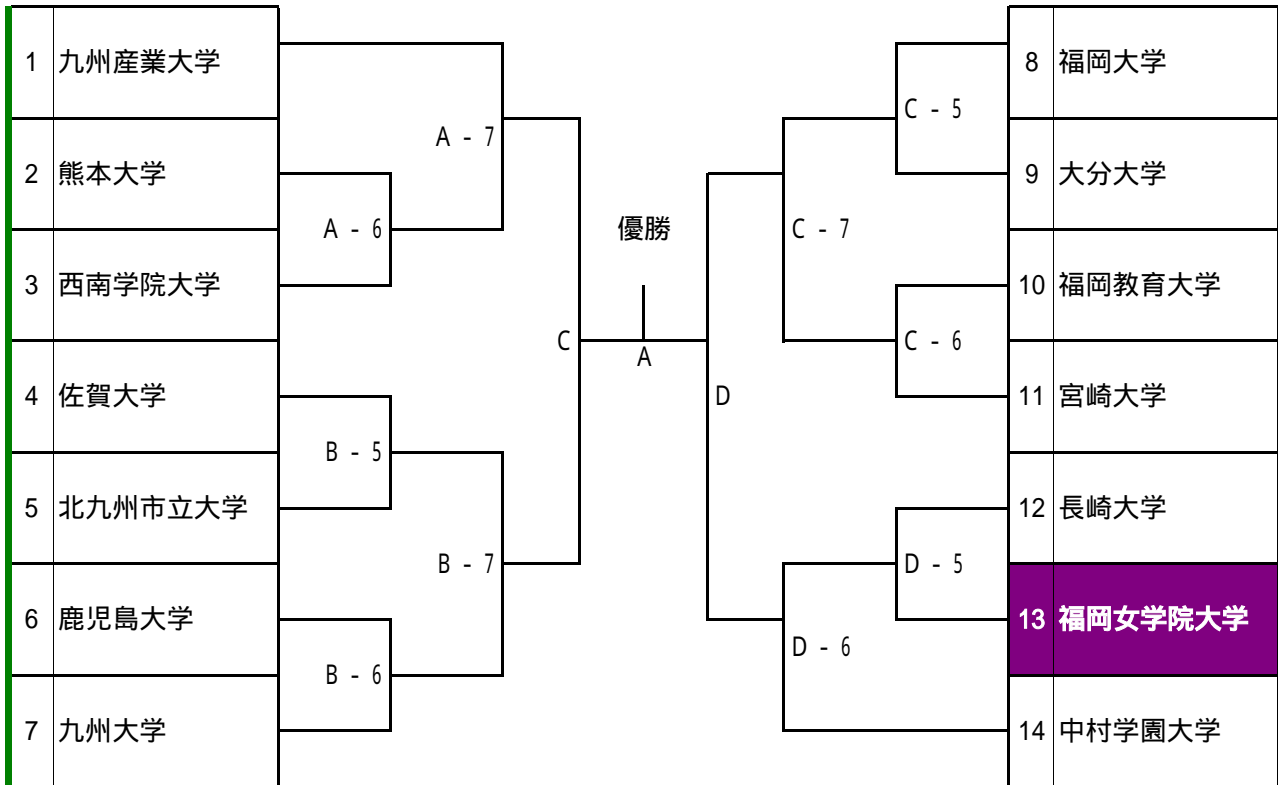 1 九州産業大学
2 熊本大学
3 西南学院大学
4 佐賀大学
5 北九州市立大学
6 鹿児島大学
7 九州大学
A - 7
A - 6
B - 5
B - 7
B - 6
C
優勝
A
D
C - 5
C - 7
C - 6
D - 5
D - 6
8 福岡大学
9 大分大学
10 福岡教育大学
11 宮崎大学
12 長崎大学
13 福岡女学院大学
14 中村学園大学